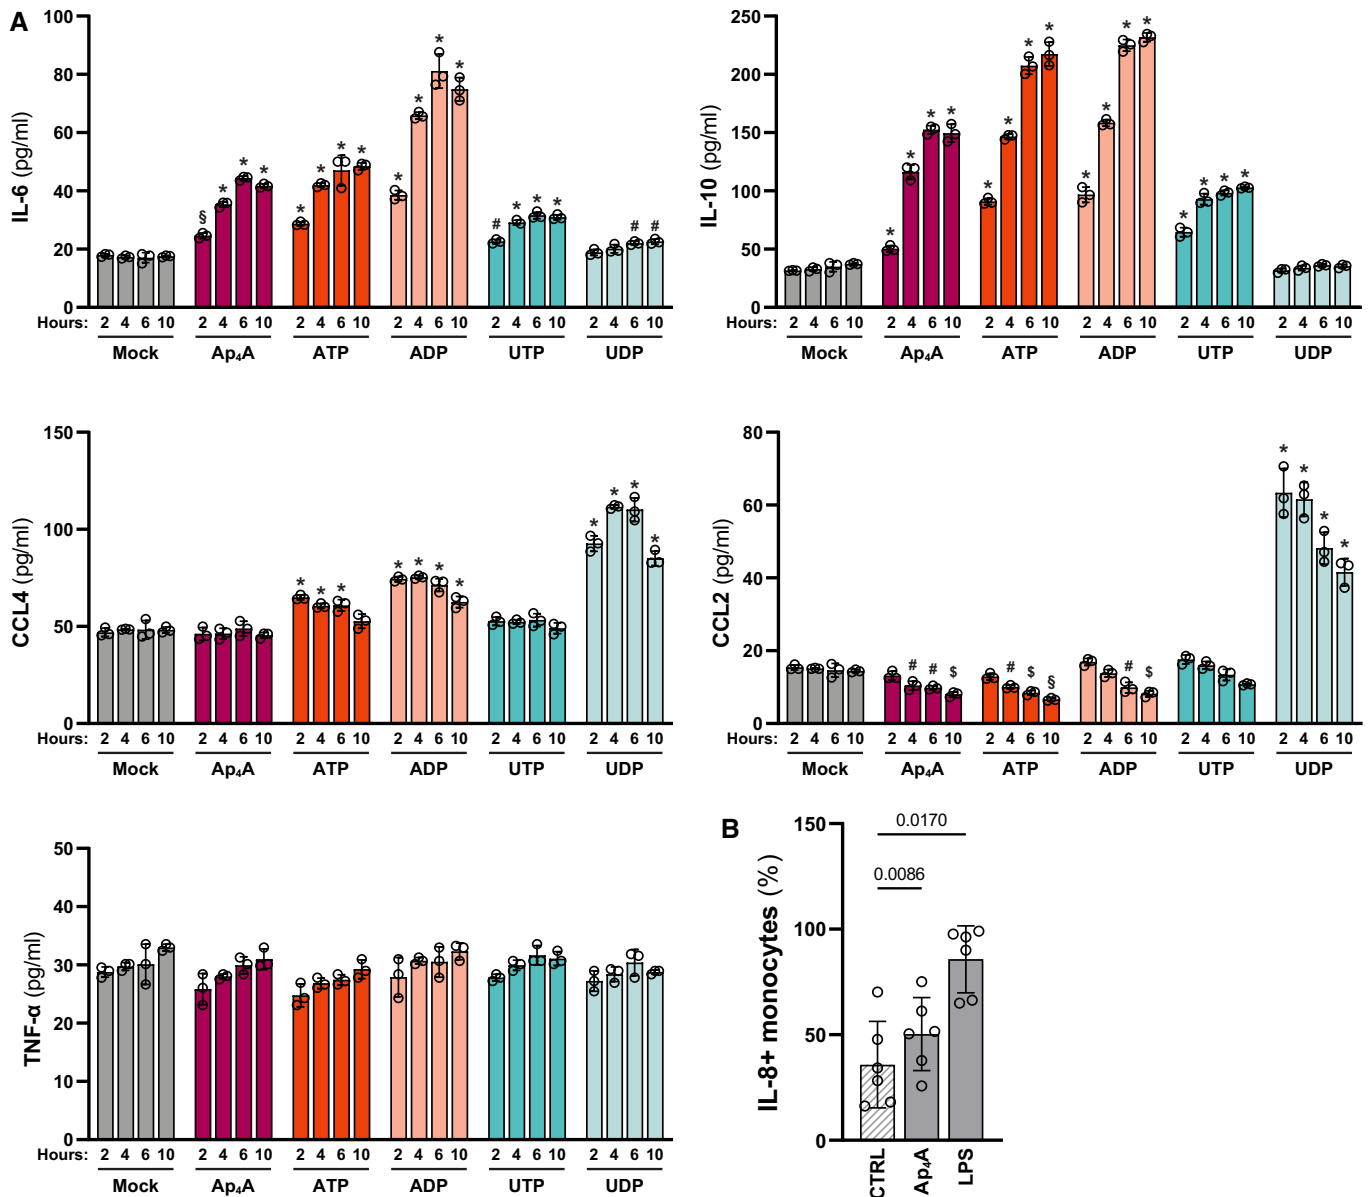 A
IL-6 (pg/ml)
100
80
60
40
20
0
* * * *
§ * * *
* * * *
# * * *
# #
Hours: 2 4 6 10 2 4 6 10 2 4 6 10 2 4 6 10 2 4 6 10 2 4 6 10
Mock Ap₄A ATP ADP UTP UDP
IL-10 (pg/ml)
250
200
150
100
50
0
* * * *
* * * *
* * * *
* * * *
Hours: 2 4 6 10 2 4 6 10 2 4 6 10 2 4 6 10 2 4 6 10 2 4 6 10
Mock Ap₄A ATP ADP UTP UDP
CCL4 (pg/ml)
150
100
50
0
* * *
* * * *
* * * *
Hours: 2 4 6 10 2 4 6 10 2 4 6 10 2 4 6 10 2 4 6 10 2 4 6 10
Mock Ap₄A ATP ADP UTP UDP
CCL2 (pg/ml)
80
60
40
20
0
# # $
# $ §
# $
* * * *
Hours: 2 4 6 10 2 4 6 10 2 4 6 10 2 4 6 10 2 4 6 10 2 4 6 10
Mock Ap₄A ATP ADP UTP UDP
TNF-α (pg/ml)
50
40
30
20
10
0
Hours: 2 4 6 10 2 4 6 10 2 4 6 10 2 4 6 10 2 4 6 10 2 4 6 10
Mock Ap₄A ATP ADP UTP UDP
B
IL-8+ monocytes (%)
150
100
50
0
0.0170
0.0086
CTRL
Ap₄A
LPS